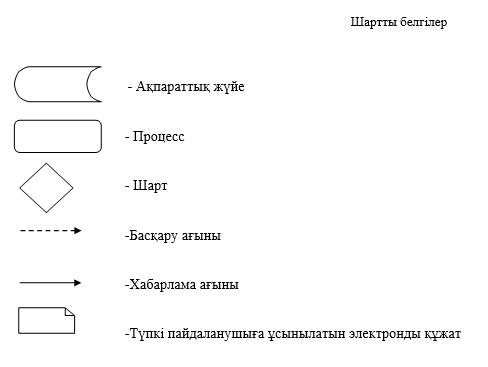 Шартты белгілер
- Ақпараттық жүйе
- Процесс
- Шарт
-Басқару ағыны
-Хабарлама ағыны
-Түпкі пайдаланушыға ұсынылатын электронды құжат